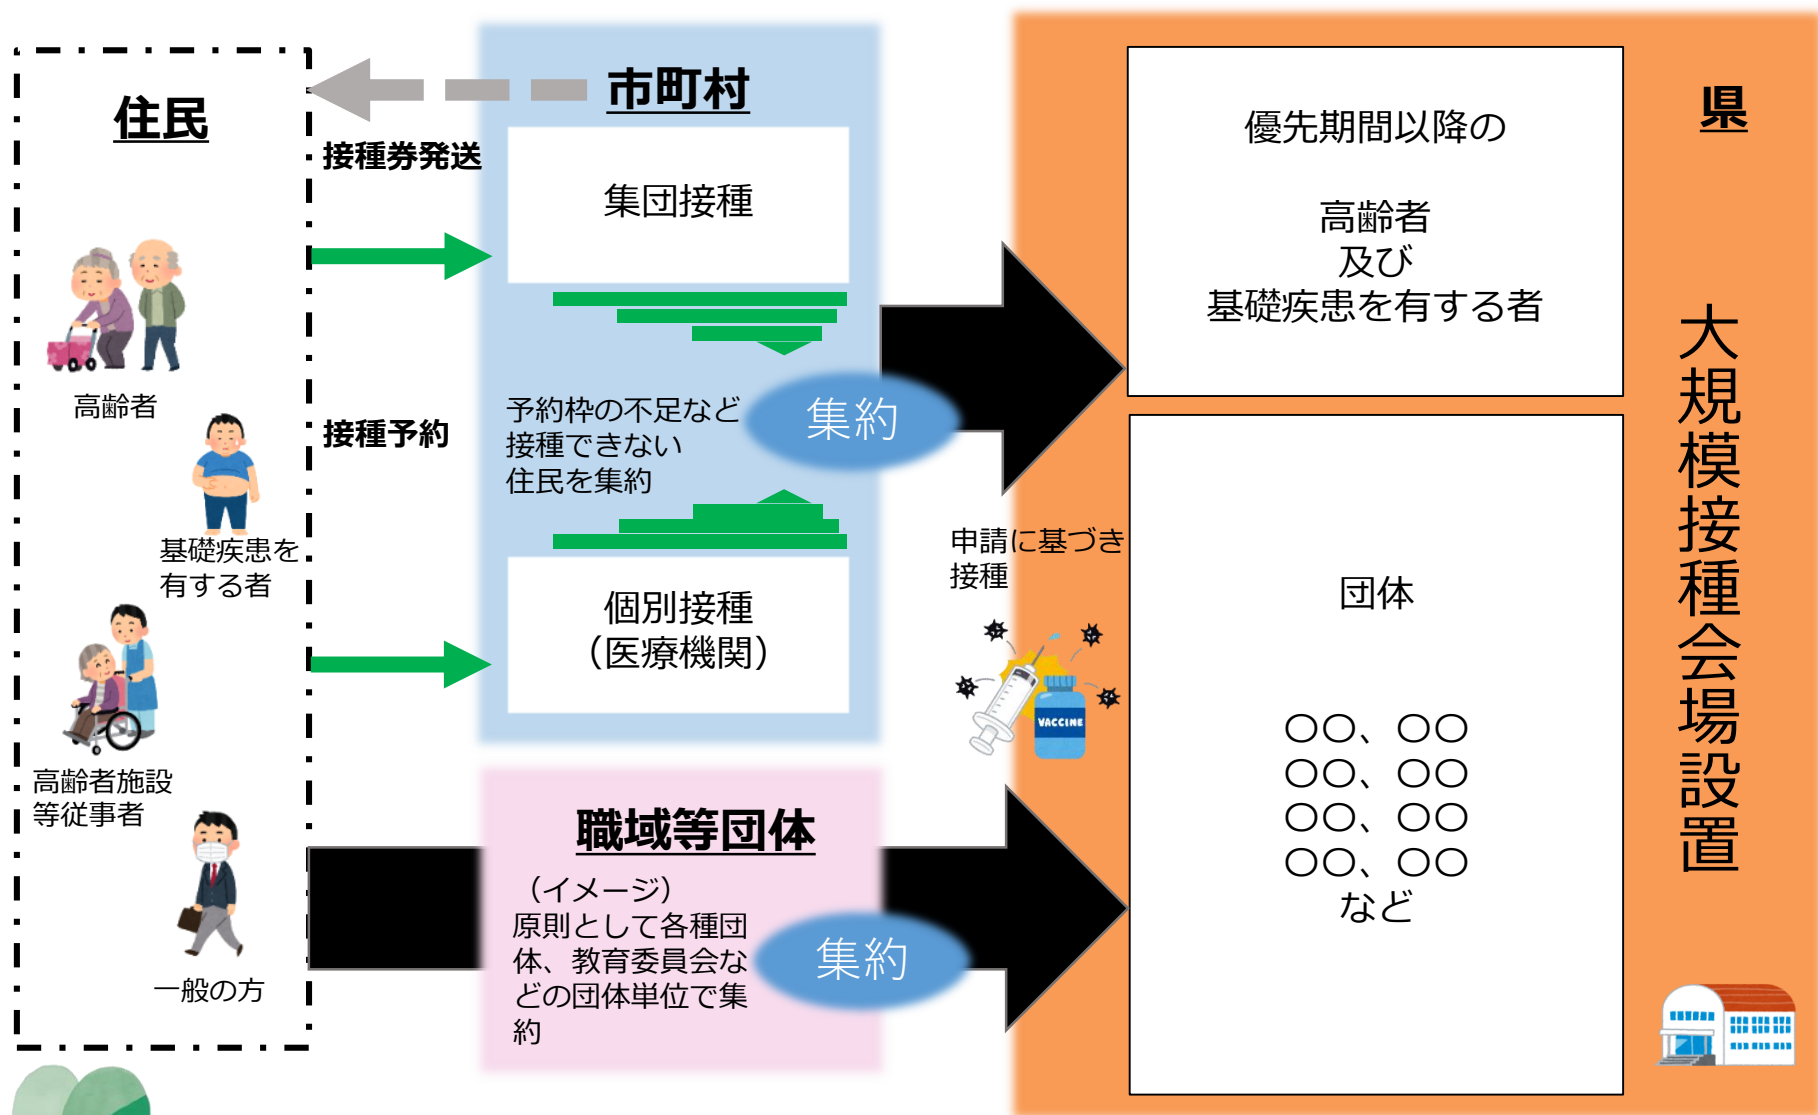 住民
高齢者
基礎疾患を
有する者
高齢者施設
等従事者
一般の方
接種券発送
接種予約
市町村
集団接種
予約枠の不足など
接種できない
住民を集約
集約
個別接種
（医療機関）
職域等団体
（イメージ）
原則として各種団
体、教育委員会な
どの団体単位で集
約
集約
申請に基づき
接種
VACCINE
県
大規模接種会場設置
優先期間以降の
高齢者
及び
基礎疾患を有する者
団体
〇〇、〇〇
〇〇、〇〇
〇〇、〇〇
〇〇、〇〇
など